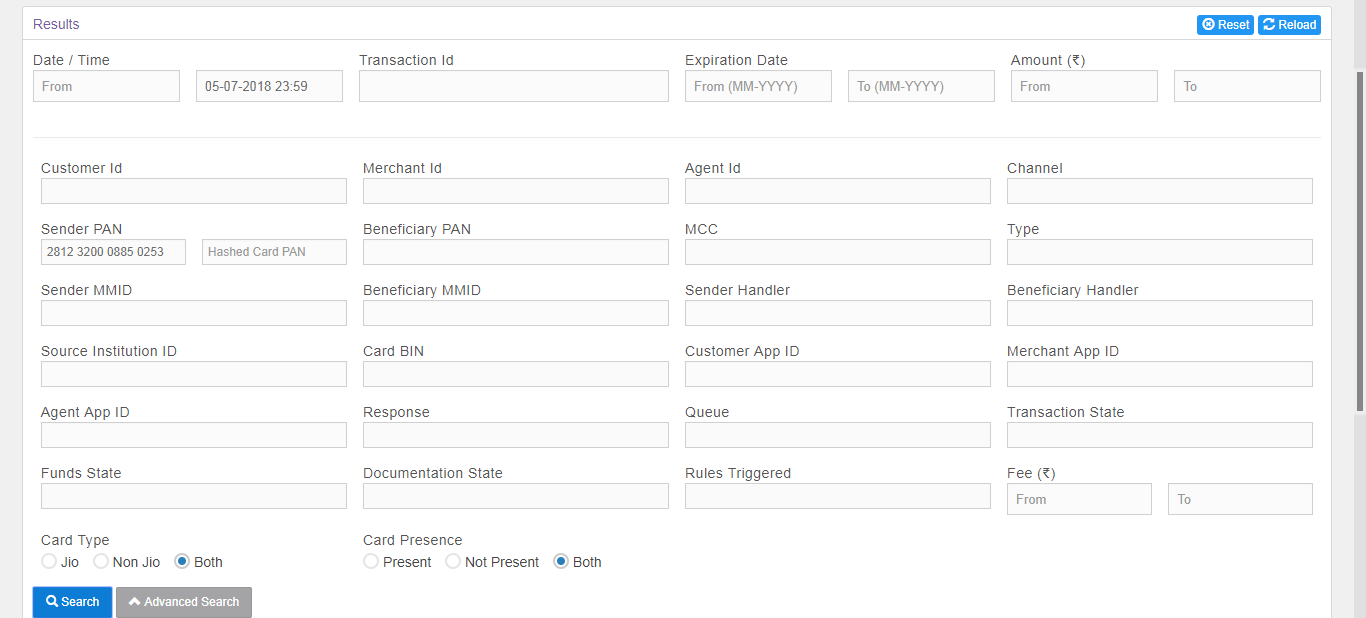 Results Reset Reload
Date / Time Transaction Id Expiration Date Amount (₹)
From 05-07-2018 23:59 From (MM-YYYY) To (MM-YYYY) From To
Customer Id Merchant Id Agent Id Channel
Sender PAN Beneficiary PAN MCC Type
2812 3200 0885 0253 Hashed Card PAN
Sender MMID Beneficiary MMID Sender Handler Beneficiary Handler
Source Institution ID Card BIN Customer App ID Merchant App ID
Agent App ID Response Queue Transaction State
Funds State Documentation State Rules Triggered Fee (₹)
From To
Card Type Card Presence
Jio Non Jio Both Present Not Present Both
Search Advanced Search